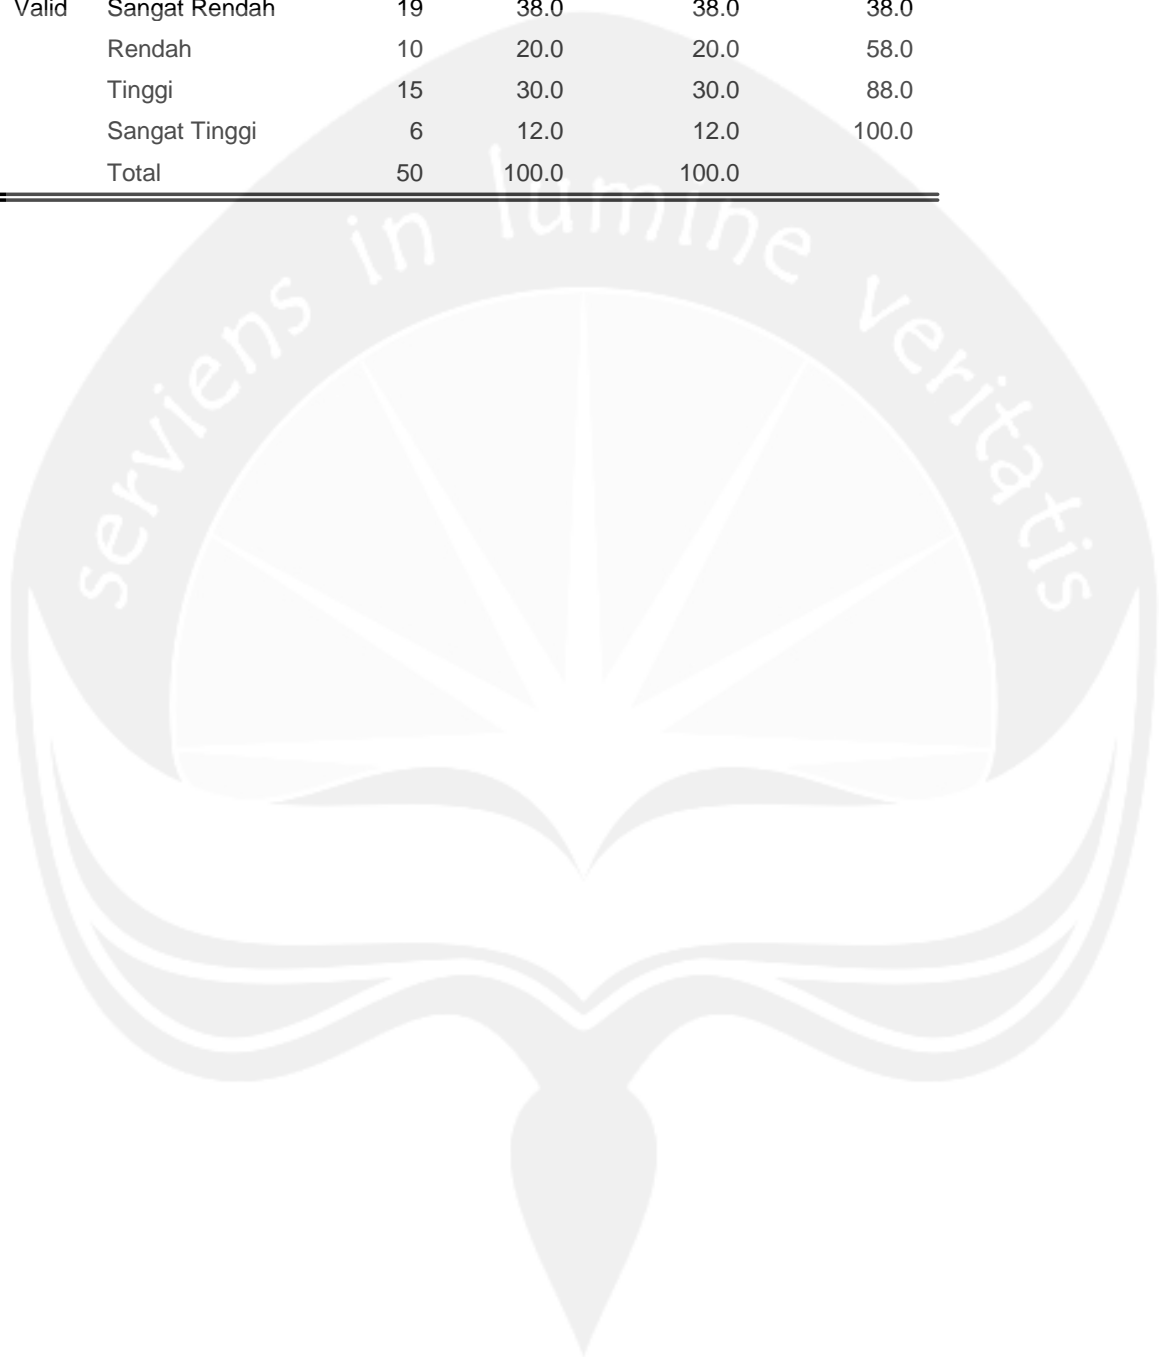 Valid Sangat Rendah 19 38.0 38.0 38.0
Rendah 10 20.0 20.0 58.0
Tinggi 15 30.0 30.0 88.0
Sangat Tinggi 6 12.0 12.0 100.0
Total 50 100.0 100.0
serviens in lumine veritatis